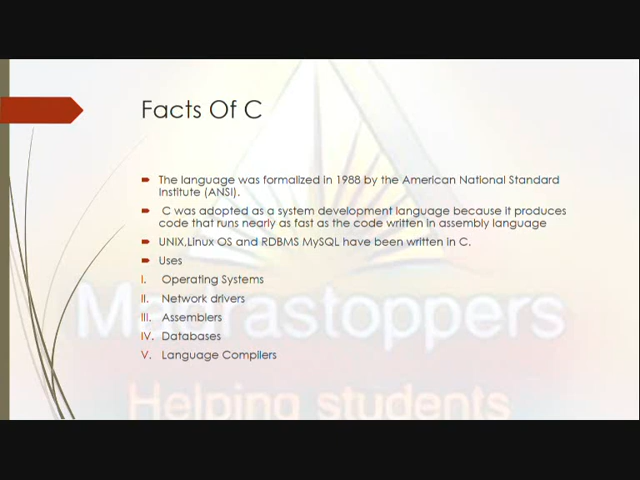 Facts Of C
The language was formalized in 1988 by the American National Standard
Institute (ANSI).
C was adopted as a system development language because it produces
code that runs nearly as fast as the code written in assembly language
UNIX,Linux OS and RDBMS MySQL have been written in C.
Uses
I. Operating Systems
II. Network drivers
III. Assemblers
IV. Databases
V. Language Compilers
Madrastoppers
Helping students